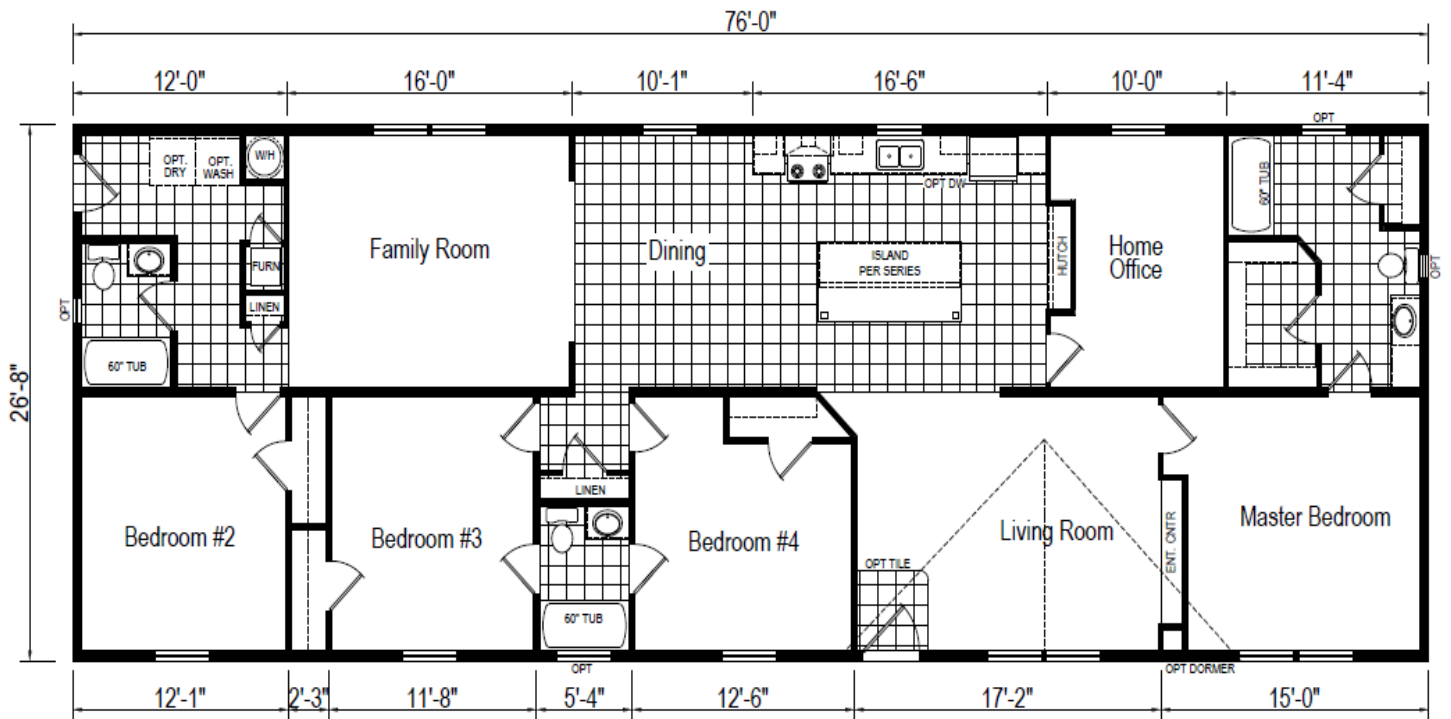 76'-0"
12'-0"
16'-0"
10'-1"
16'-6"
10'-0"
11'-4"
OPT
OPT.
DRY
OPT.
WASH
W/H
OPT DW
60" TUB
Family Room
Dining
ISLAND
PER SERIES
HUTCH
Home
Office
FURN
LINEN
OPT
OPT
60" TUB
26'-8"
LINEN
Bedroom #2
Bedroom #3
Bedroom #4
Living Room
Master Bedroom
ENT. CNTR
OPT TILE
60" TUB
OPT
OPT DORMER
12'-1"
2'-3"
11'-8"
5'-4"
12'-6"
17'-2"
15'-0"